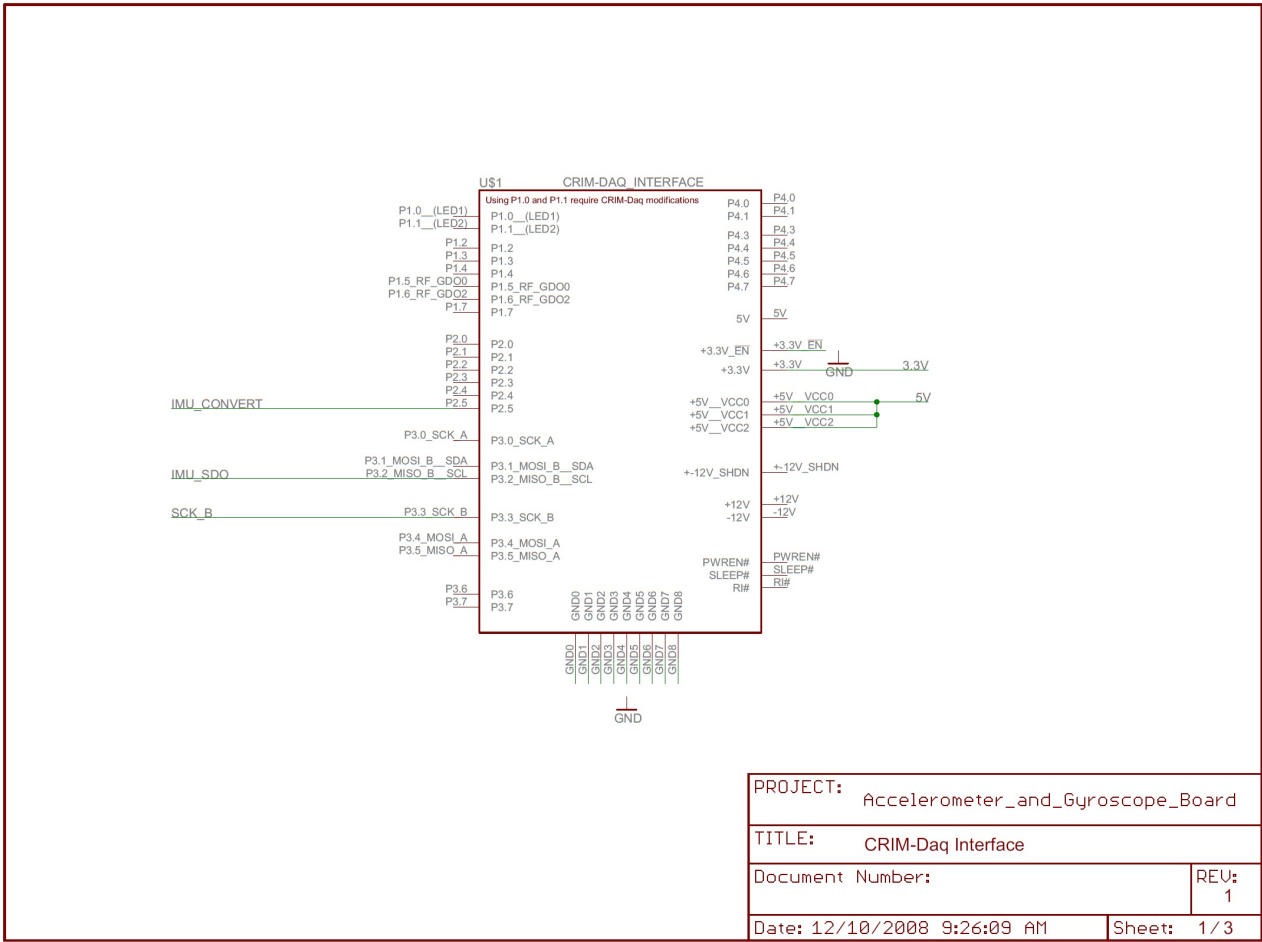 U$1 CRIM-DAQ_INTERFACE
Using P1.0 and P1.1 require CRIM-Daq modifications
P1.0__(LED1) P1.0__(LED1) P4.0 P4.0
P1.1__(LED2) P1.1__(LED2) P4.1 P4.1
P1.2 P1.2 P4.3 P4.3
P1.3 P1.3 P4.4 P4.4
P1.4 P1.4 P4.5 P4.5
P1.5_RF_GDO0 P1.5_RF_GDO0 P4.6 P4.6
P1.6_RF_GDO2 P1.6_RF_GDO2 P4.7 P4.7
P1.7 P1.7
5V 5V
P2.0 P2.0
P2.1 P2.1 +3.3V_EN +3.3V_EN
P2.2 P2.2 +3.3V +3.3V GND 3.3V
P2.3 P2.3
P2.4 P2.4 +5V__VCC0 +5V__VCC0 5V
IMU_CONVERT P2.5 P2.5 +5V__VCC1 +5V__VCC1
+5V__VCC2 +5V__VCC2
P3.0_SCK_A P3.0_SCK_A
P3.1_MOSI_B__SDA P3.1_MOSI_B__SDA
IMU_SDO P3.2_MISO_B__SCL P3.2_MISO_B__SCL +-12V_SHDN +-12V_SHDN
+12V +12V
SCK_B P3.3_SCK_B P3.3_SCK_B -12V -12V
P3.4_MOSI_A P3.4_MOSI_A
P3.5_MISO_A P3.5_MISO_A PWREN# PWREN#
SLEEP# SLEEP#
P3.6 P3.6 RI# RI#
P3.7 P3.7
GND0 GND1 GND2 GND3 GND4 GND5 GND6 GND7 GND8
GND0 GND1 GND2 GND3 GND4 GND5 GND6 GND7 GND8
GND
PROJECT: Accelerometer_and_Gyroscope_Board
TITLE: CRIM-Daq Interface
Document Number: REV: 1
Date: 12/10/2008 9:26:09 AM Sheet: 1/3